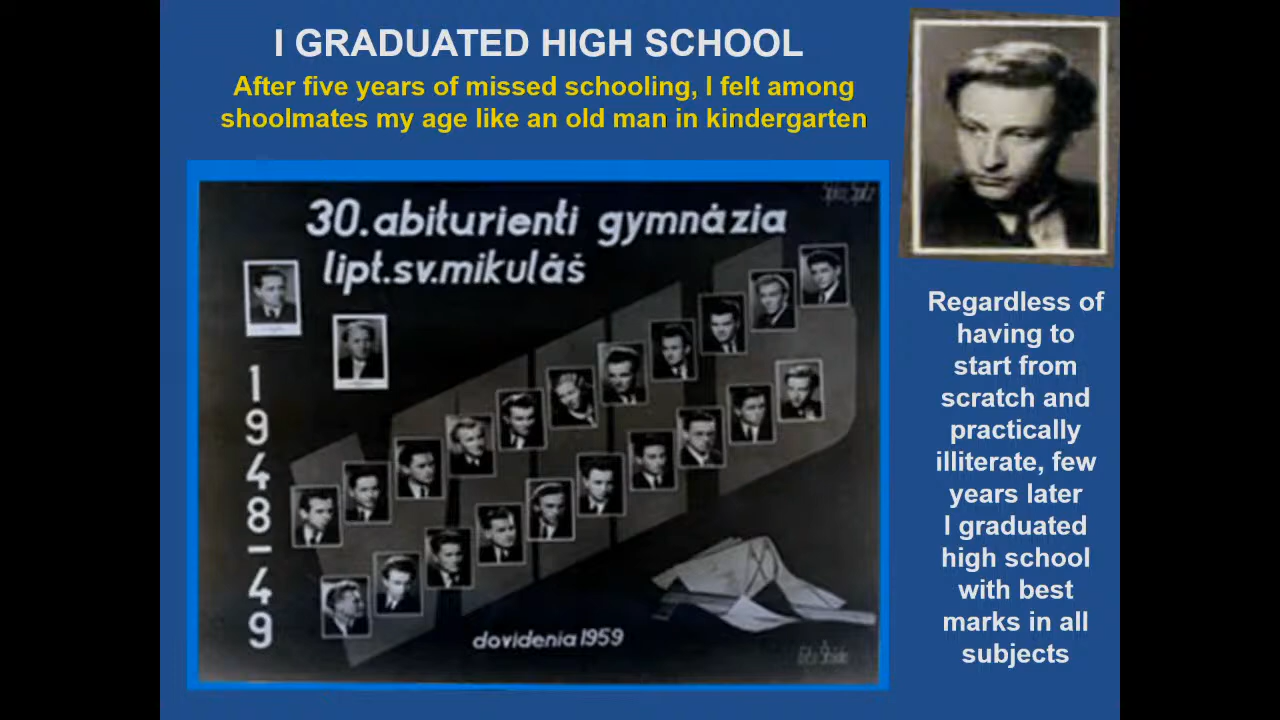 I GRADUATED HIGH SCHOOL
After five years of missed schooling, I felt among
shoolmates my age like an old man in kindergarten
30.abiturienti gymnázia
lipt.sv.mikuláš
1948-49
dovidenia 1959
Regardless of
having to
start from
scratch and
practically
illiterate, few
years later
I graduated
high school
with best
marks in all
subjects